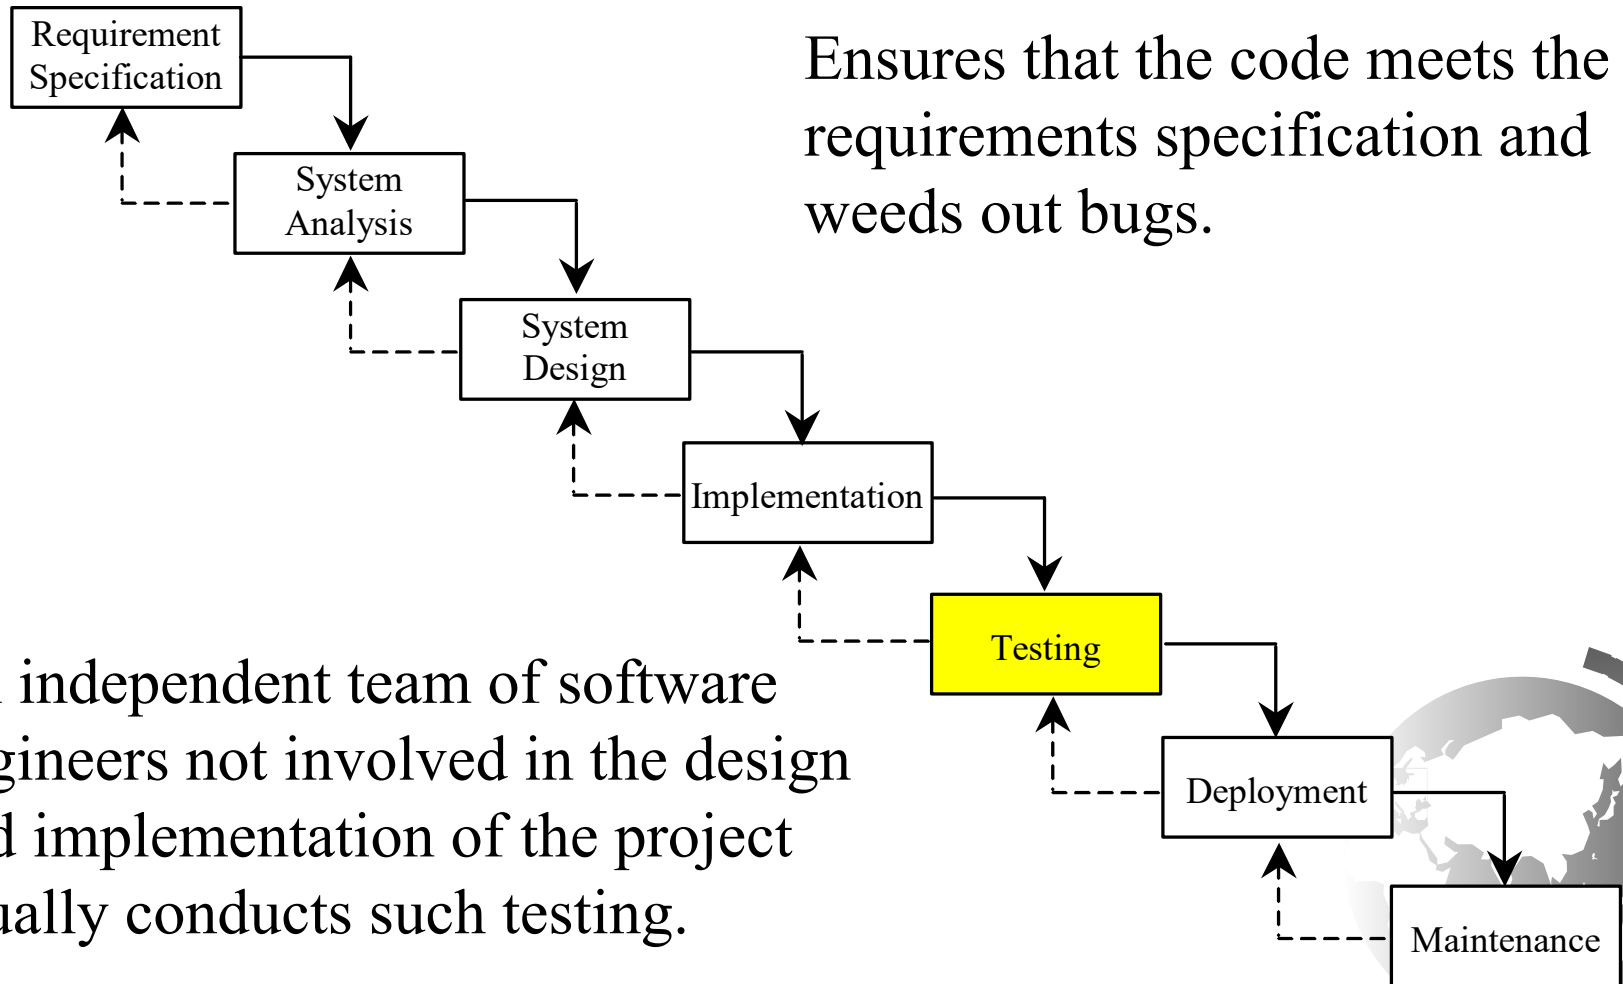 Requirement
Specification
Ensures that the code meets the
requirements specification and
weeds out bugs.
System
Analysis
System
Design
Implementation
Testing
independent team of software
not involved in the design
implementation of the project
conducts such testing.
Deployment
Maintenance